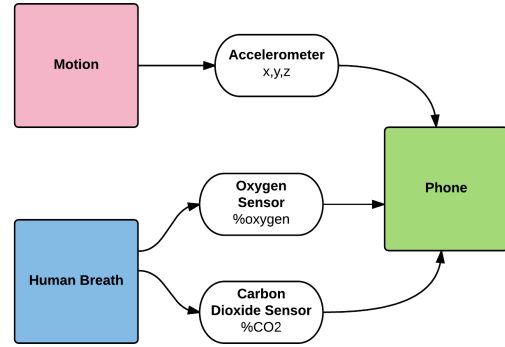 Motion
Accelerometer
x,y,z
Oxygen
Sensor
%oxygen
Phone
Human Breath
Carbon
Dioxide Sensor
%CO2